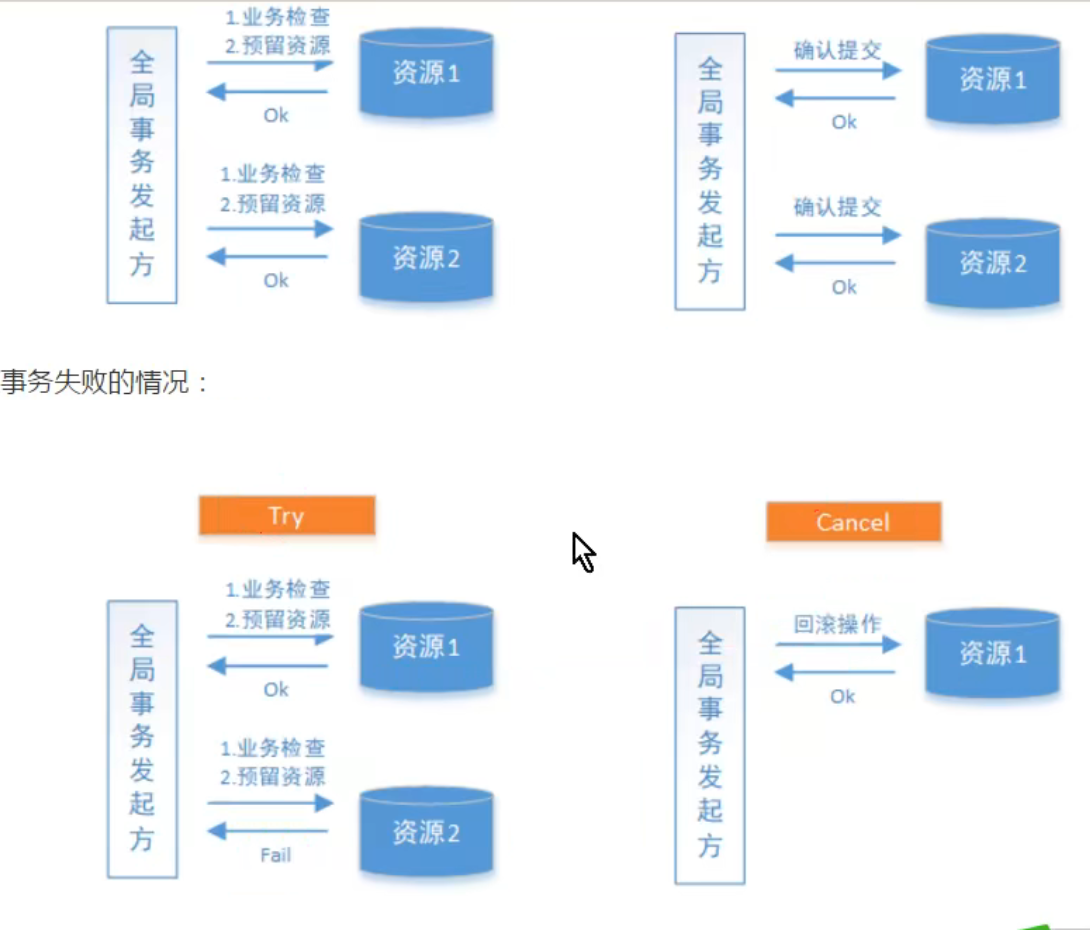 1.业务检查
2.预留资源
全局事务发起方
资源1
Ok
1.业务检查
2.预留资源
资源2
Ok
确认提交
全局事务发起方
资源1
Ok
确认提交
资源2
Ok
事务失败的情况：
Try
Cancel
1.业务检查
2.预留资源
全局事务发起方
资源1
Ok
1.业务检查
2.预留资源
资源2
Fail
回滚操作
全局事务发起方
资源1
Ok